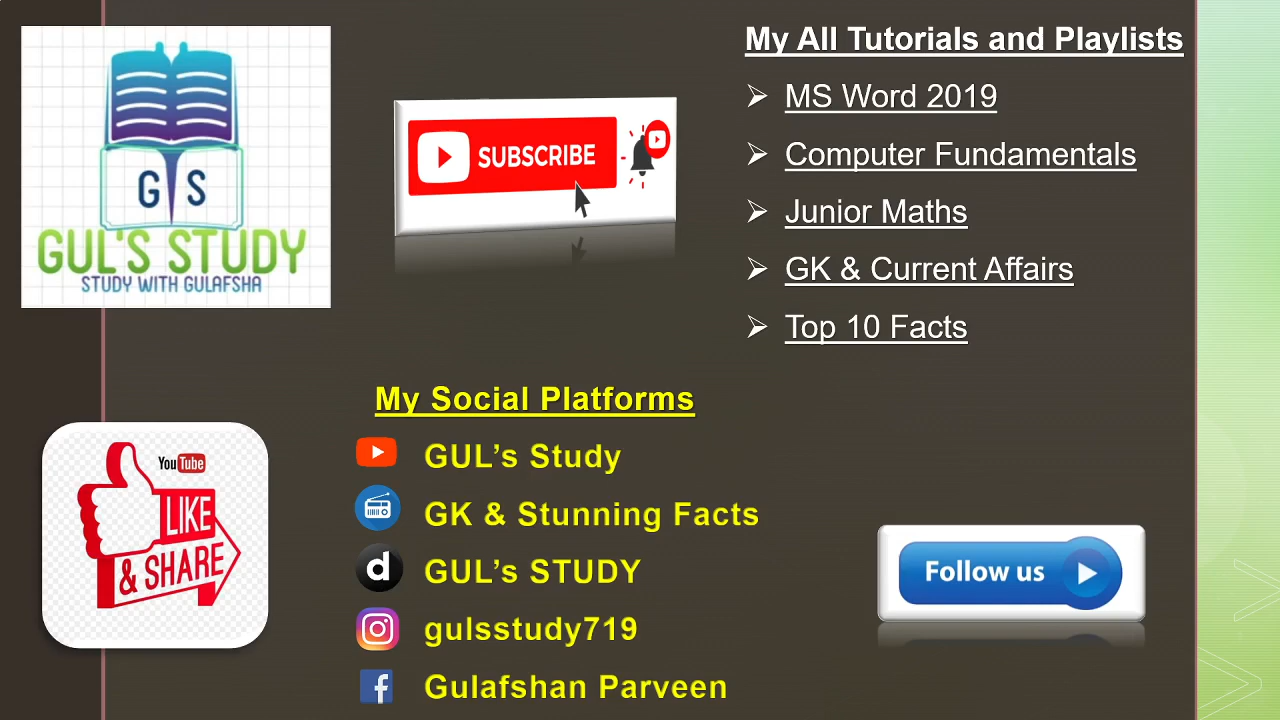 G S
GUL'S STUDY
STUDY WITH GULAFSHA
SUBSCRIBE
My All Tutorials and Playlists
MS Word 2019
Computer Fundamentals
Junior Maths
GK & Current Affairs
Top 10 Facts
YouTube
LIKE
& SHARE
My Social Platforms
GUL’s Study
GK & Stunning Facts
d GUL’s STUDY
gulsstudy719
f Gulafshan Parveen
Follow us